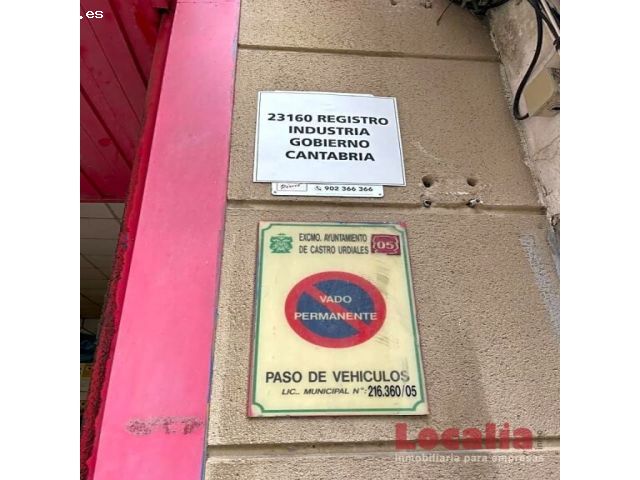 .es
Localia
23160 REGISTRO
INDUSTRIA
GOBIERNO
CANTABRIA
902 366 366
EXCMO. AYUNTAMIENTO
DE CASTRO URDIALES
05
VADO
PERMANENTE
PASO DE VEHICULOS
LIC.. MUNICIPAL Nº: 216.360/05
Localia
inmobiliaria para empresas